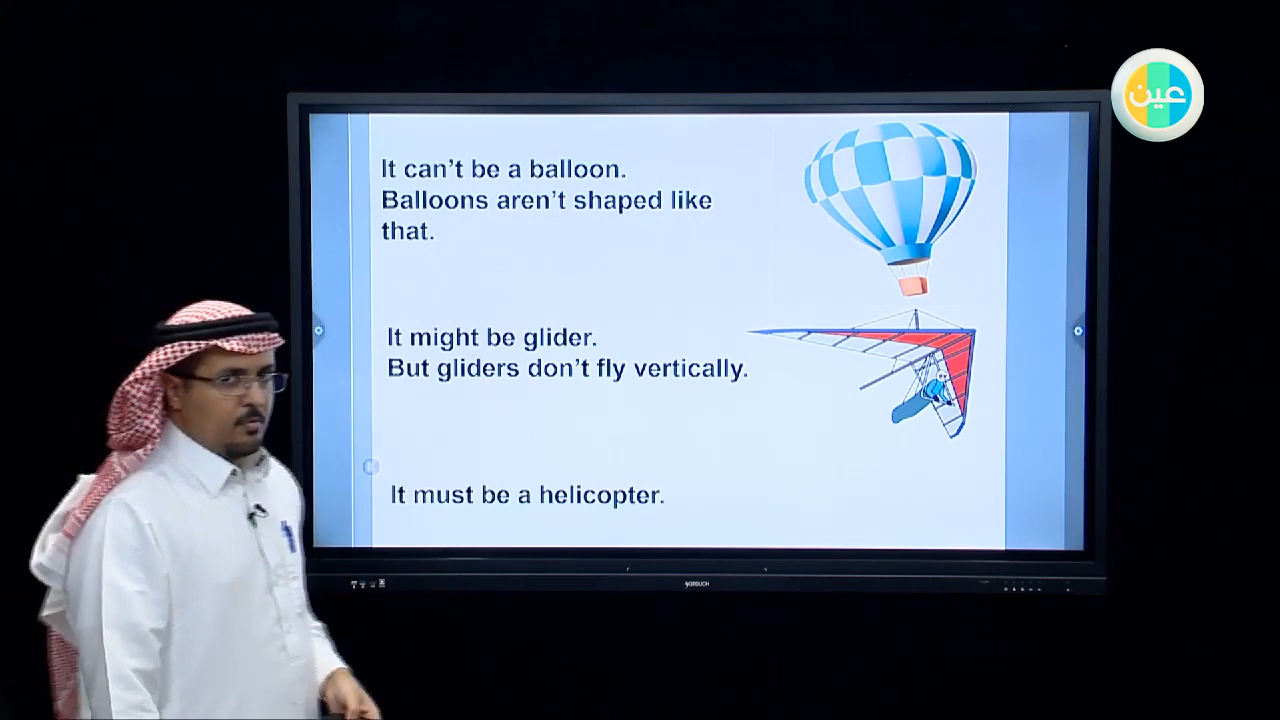 عين
It can't be a balloon.
Balloons aren't shaped like
that.
It might be glider.
But gliders don't fly vertically.
It must be a helicopter.